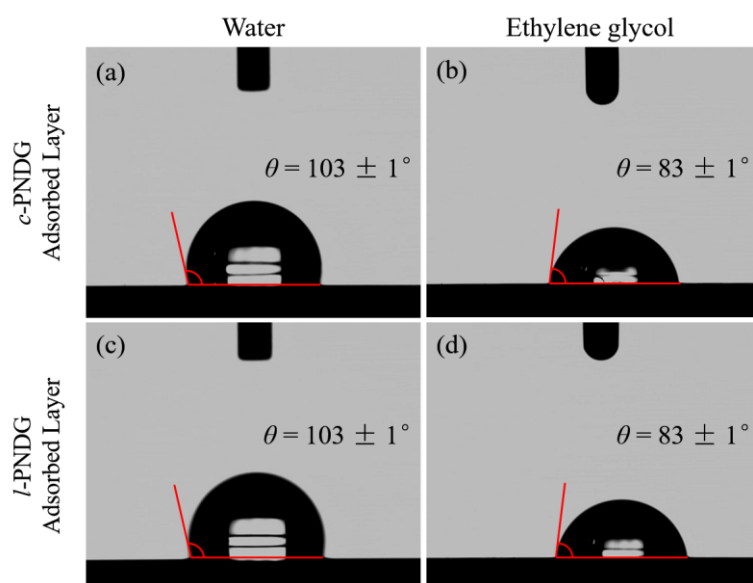 Water
Ethylene glycol
c-PNDG
Adsorbed Layer
(a)
θ = 103 ± 1°
(b)
θ = 83 ± 1°
l-PNDG
Adsorbed Layer
(c)
θ = 103 ± 1°
(d)
θ = 83 ± 1°